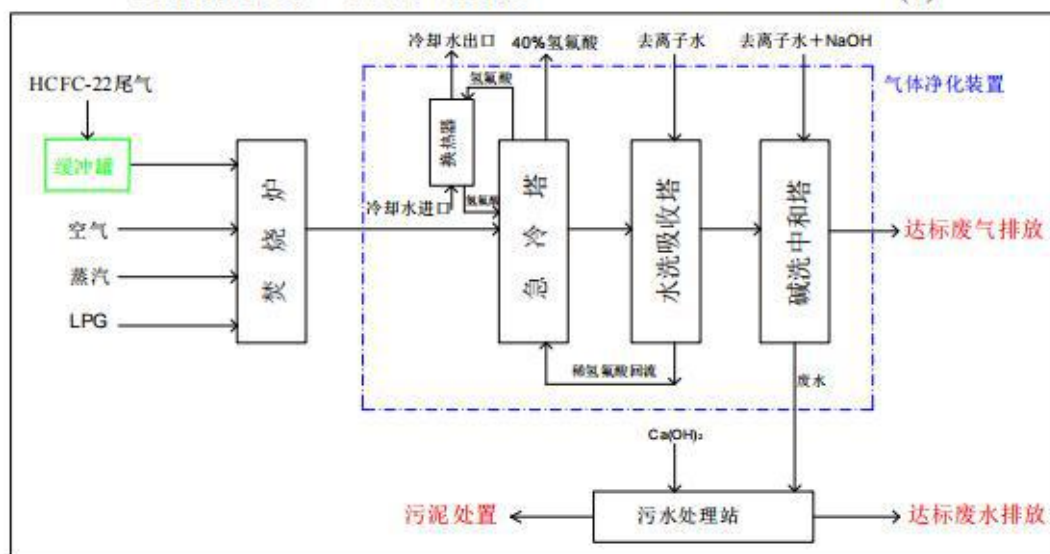 冷却水出口
40%氢氟酸
去离子水
去离子水＋NaOH
HCFC-22尾气
氢氟酸
气体净化装置
缓冲罐
换热器
焚烧炉
急冷塔
水洗吸收塔
碱洗中和塔
冷却水进口
氢氟酸
空气
达标废气排放
蒸汽
LPG
稀氢氟酸回流
废水
Ca(OH)₂
污泥处置
污水处理站
达标废水排放